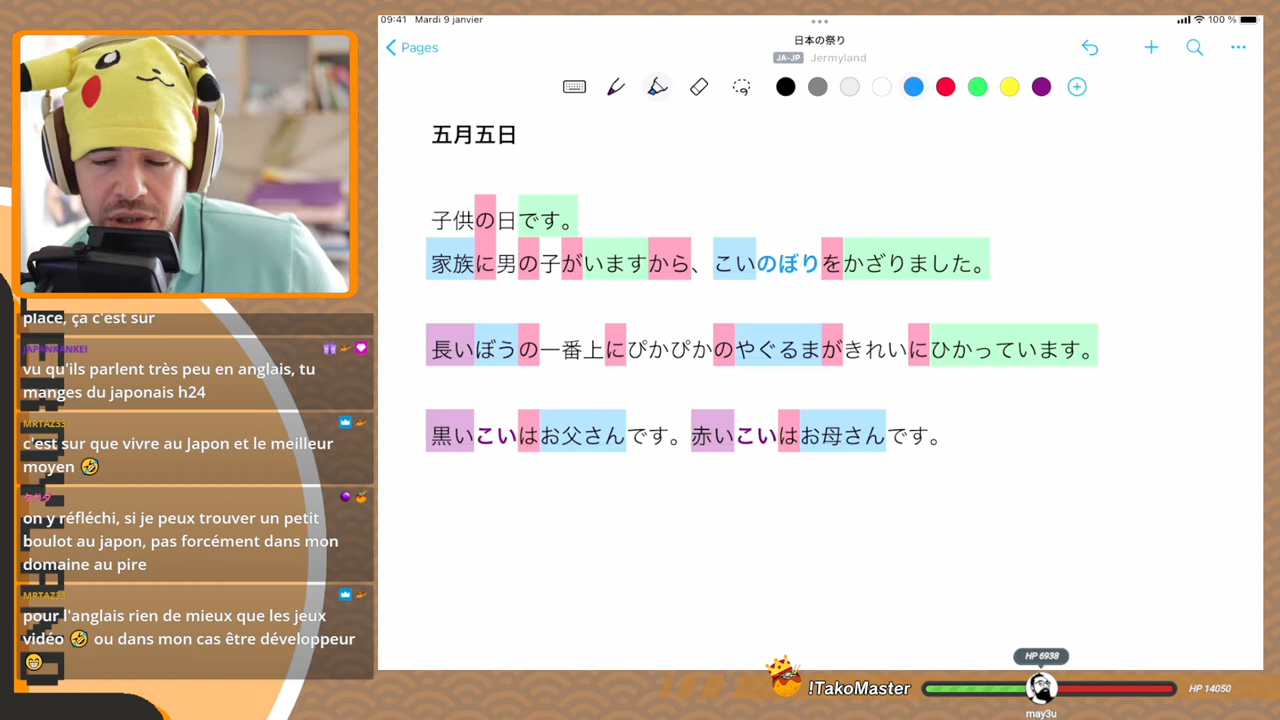 09:41 Mardi 9 janvier
100 %
Pages
日本の祭り
JA-JP Jermyland
五月五日
子供の日です。
家族に男の子がいますから、こいのぼりをかざりました。
長いぼうの一番上にぴかぴかのやぐるまがきれいにひかっています。
黒いこいはお父さんです。赤いこいはお母さんです。
place, ça c'est sur
JAPANKANKEI
vu qu'ils parlent très peu en anglais, tu
manges du japonais h24
MRTAZ33
c'est sur que vivre au Japon et le meilleur
moyen 🤣
on y réfléchi, si je peux trouver un petit
boulot au japon, pas forcément dans mon
domaine au pire
MRTAZ33
pour l'anglais rien de mieux que les jeux
vidéo 🤣 ou dans mon cas être développeur
😁
HP 6938
!TakoMaster
HP 14050
may3u